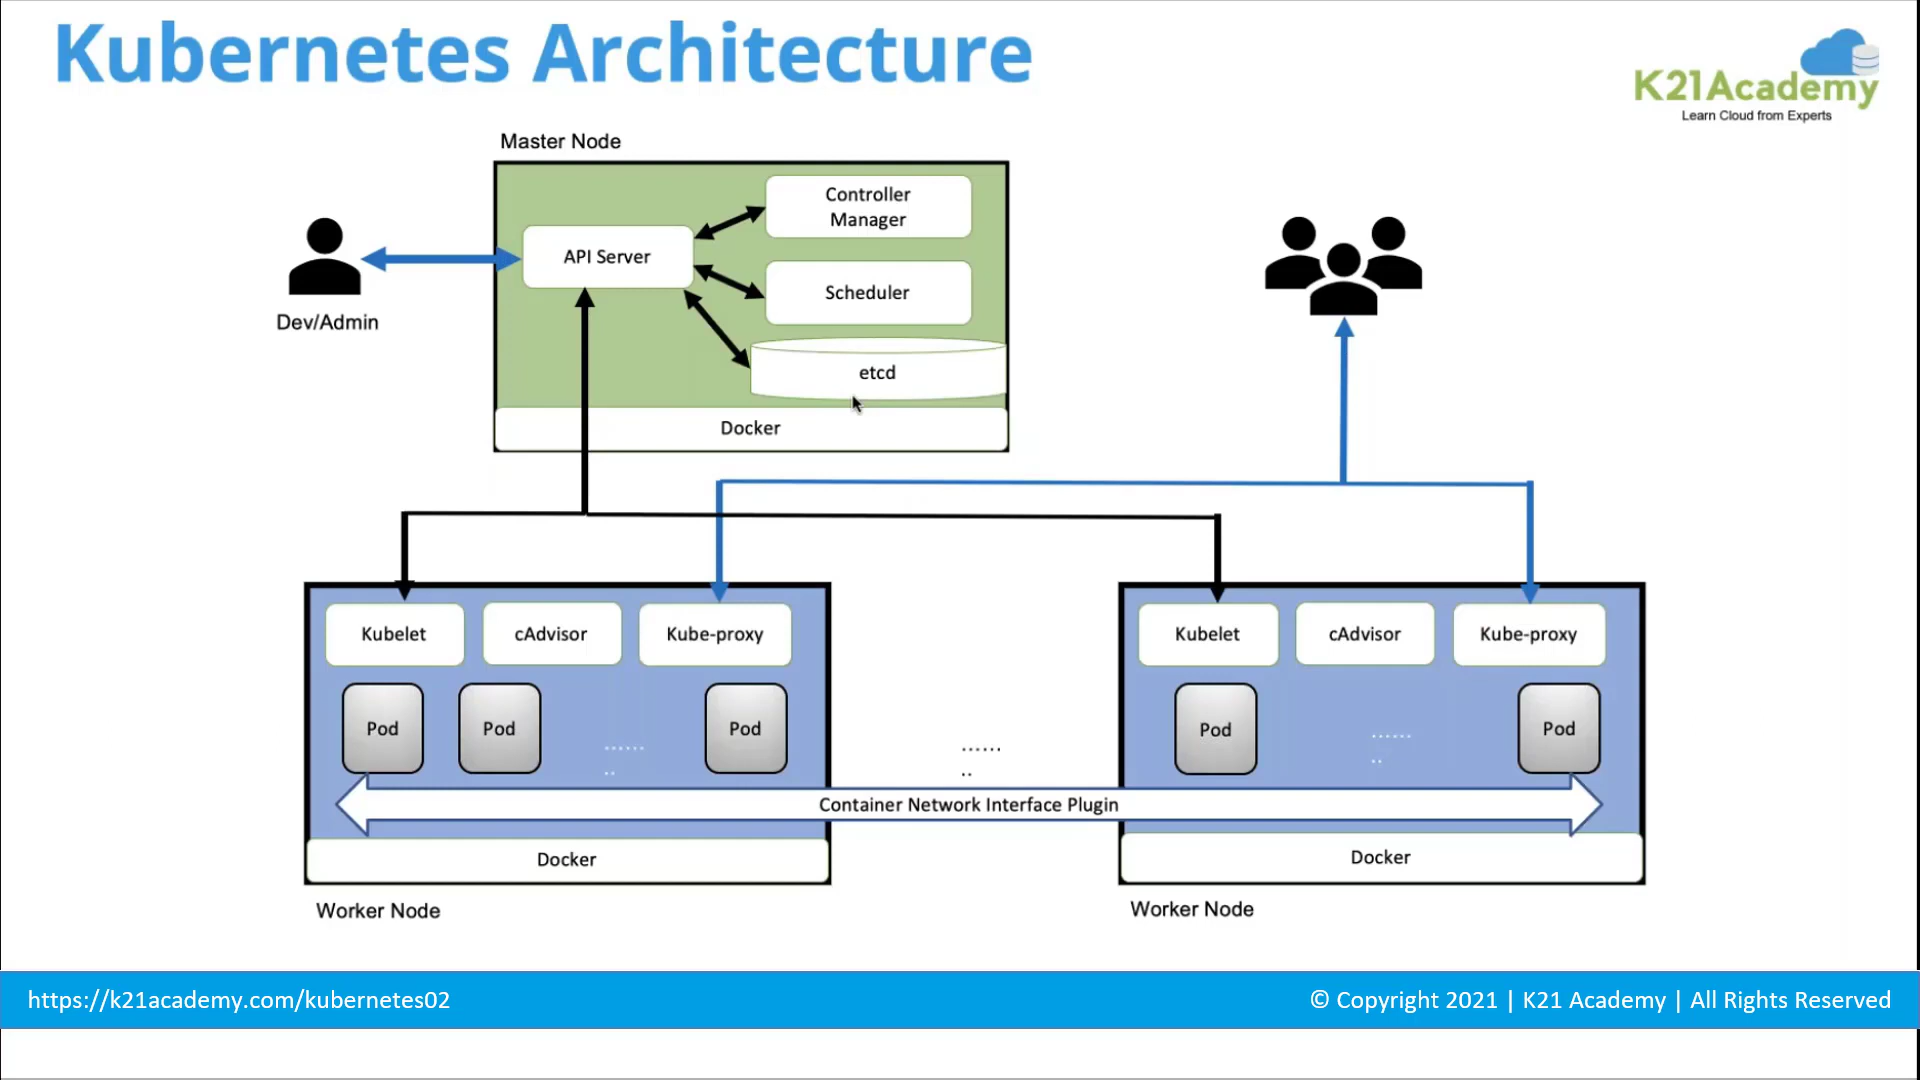 Kubernetes Architecture
K21Academy
Learn Cloud from Experts
Master Node
Controller
Manager
API Server
Scheduler
Dev/Admin
etcd
Docker
Kubelet
cAdvisor
Kube-proxy
Kubelet
cAdvisor
Kube-proxy
Pod
Pod
......
..
Pod
......
..
Pod
......
..
Pod
Container Network Interface Plugin
Docker
Docker
Worker Node
Worker Node
https://k21academy.com/kubernetes02
© Copyright 2021 | K21 Academy | All Rights Reserved